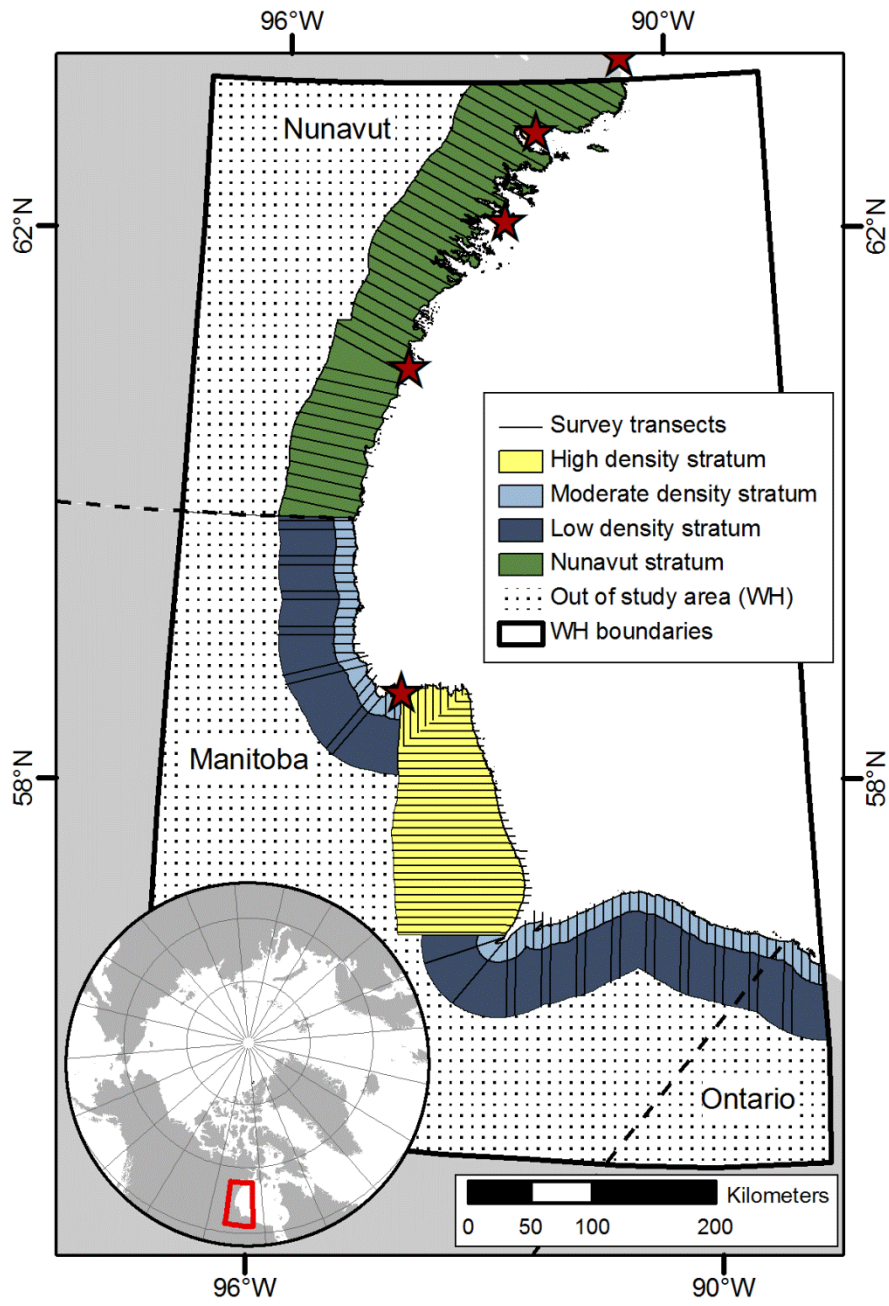 96°W 90°W
Nunavut
62°N 62°N
Survey transects
High density stratum
Moderate density stratum
Low density stratum
Nunavut stratum
Out of study area (WH)
WH boundaries
Manitoba
58°N 58°N
Ontario
Kilometers
0 50 100 200
96°W 90°W